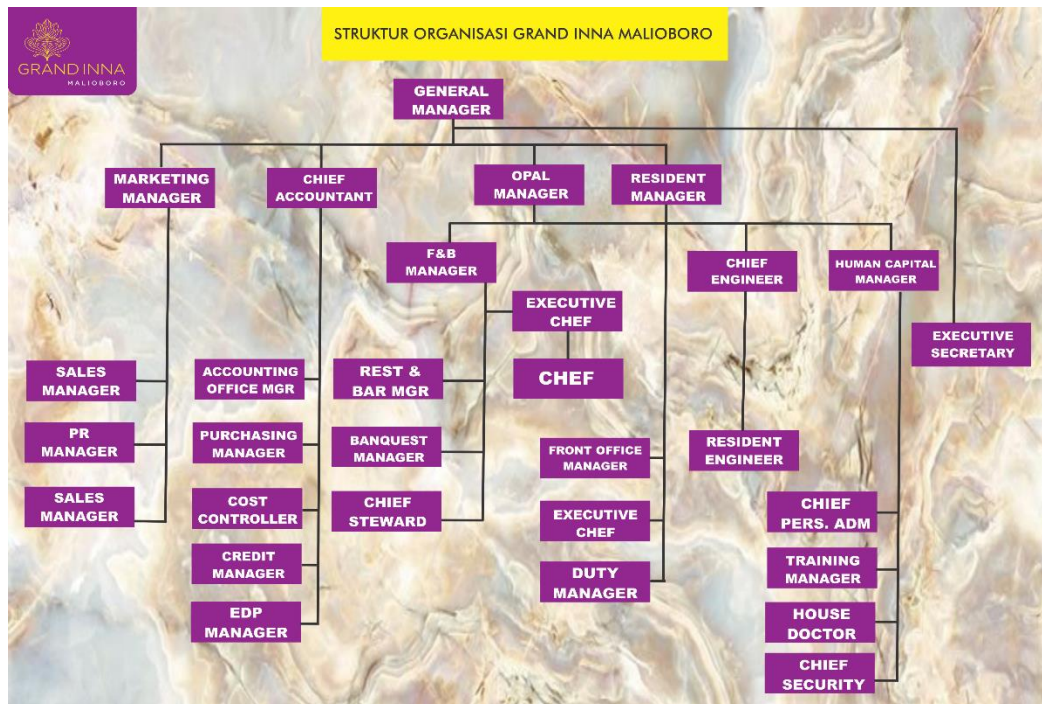 GRAND INNA
MALIOBORO
STRUKTUR ORGANISASI GRAND INNA MALIOBORO
GENERAL
MANAGER
MARKETING
MANAGER
CHIEF
ACCOUNTANT
OPAL
MANAGER
RESIDENT
MANAGER
F&B
MANAGER
CHIEF
ENGINEER
HUMAN CAPITAL
MANAGER
EXECUTIVE
CHEF
EXECUTIVE
SECRETARY
SALES
MANAGER
ACCOUNTING
OFFICE MGR
REST &
BAR MGR
CHEF
PR
MANAGER
PURCHASING
MANAGER
BANQUEST
MANAGER
FRONT OFFICE
MANAGER
RESIDENT
ENGINEER
SALES
MANAGER
COST
CONTROLLER
CHIEF
STEWARD
EXECUTIVE
CHEF
CHIEF
PERS. ADM
CREDIT
MANAGER
DUTY
MANAGER
TRAINING
MANAGER
EDP
MANAGER
HOUSE
DOCTOR
CHIEF
SECURITY